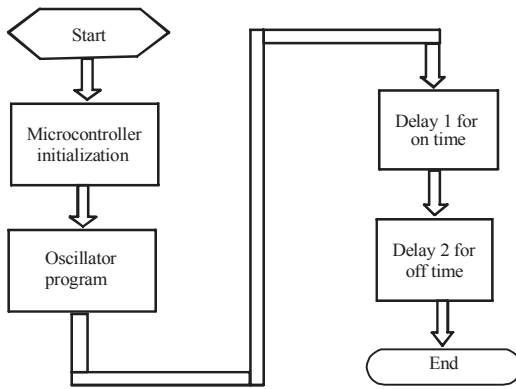 Start
Microcontroller
initialization
Oscillator
program
Delay 1 for
on time
Delay 2 for
off time
End